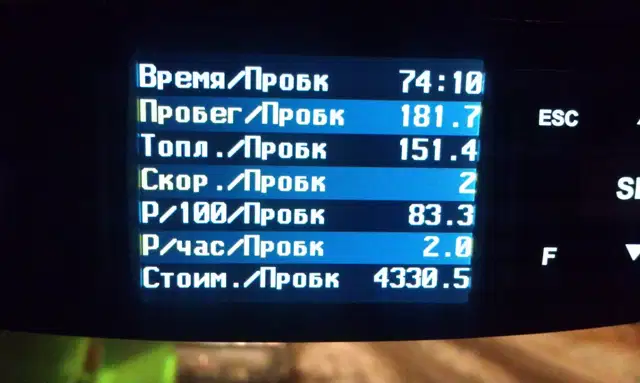 Время/Пробк 74:10
Пробег/Пробк 181.7
Топл./Пробк 151.4
Скор./Пробк 2
Р/100/Пробк 83.3
Р/час/Пробк 2.0
Стоим./Пробк 4330.5
ESC
F